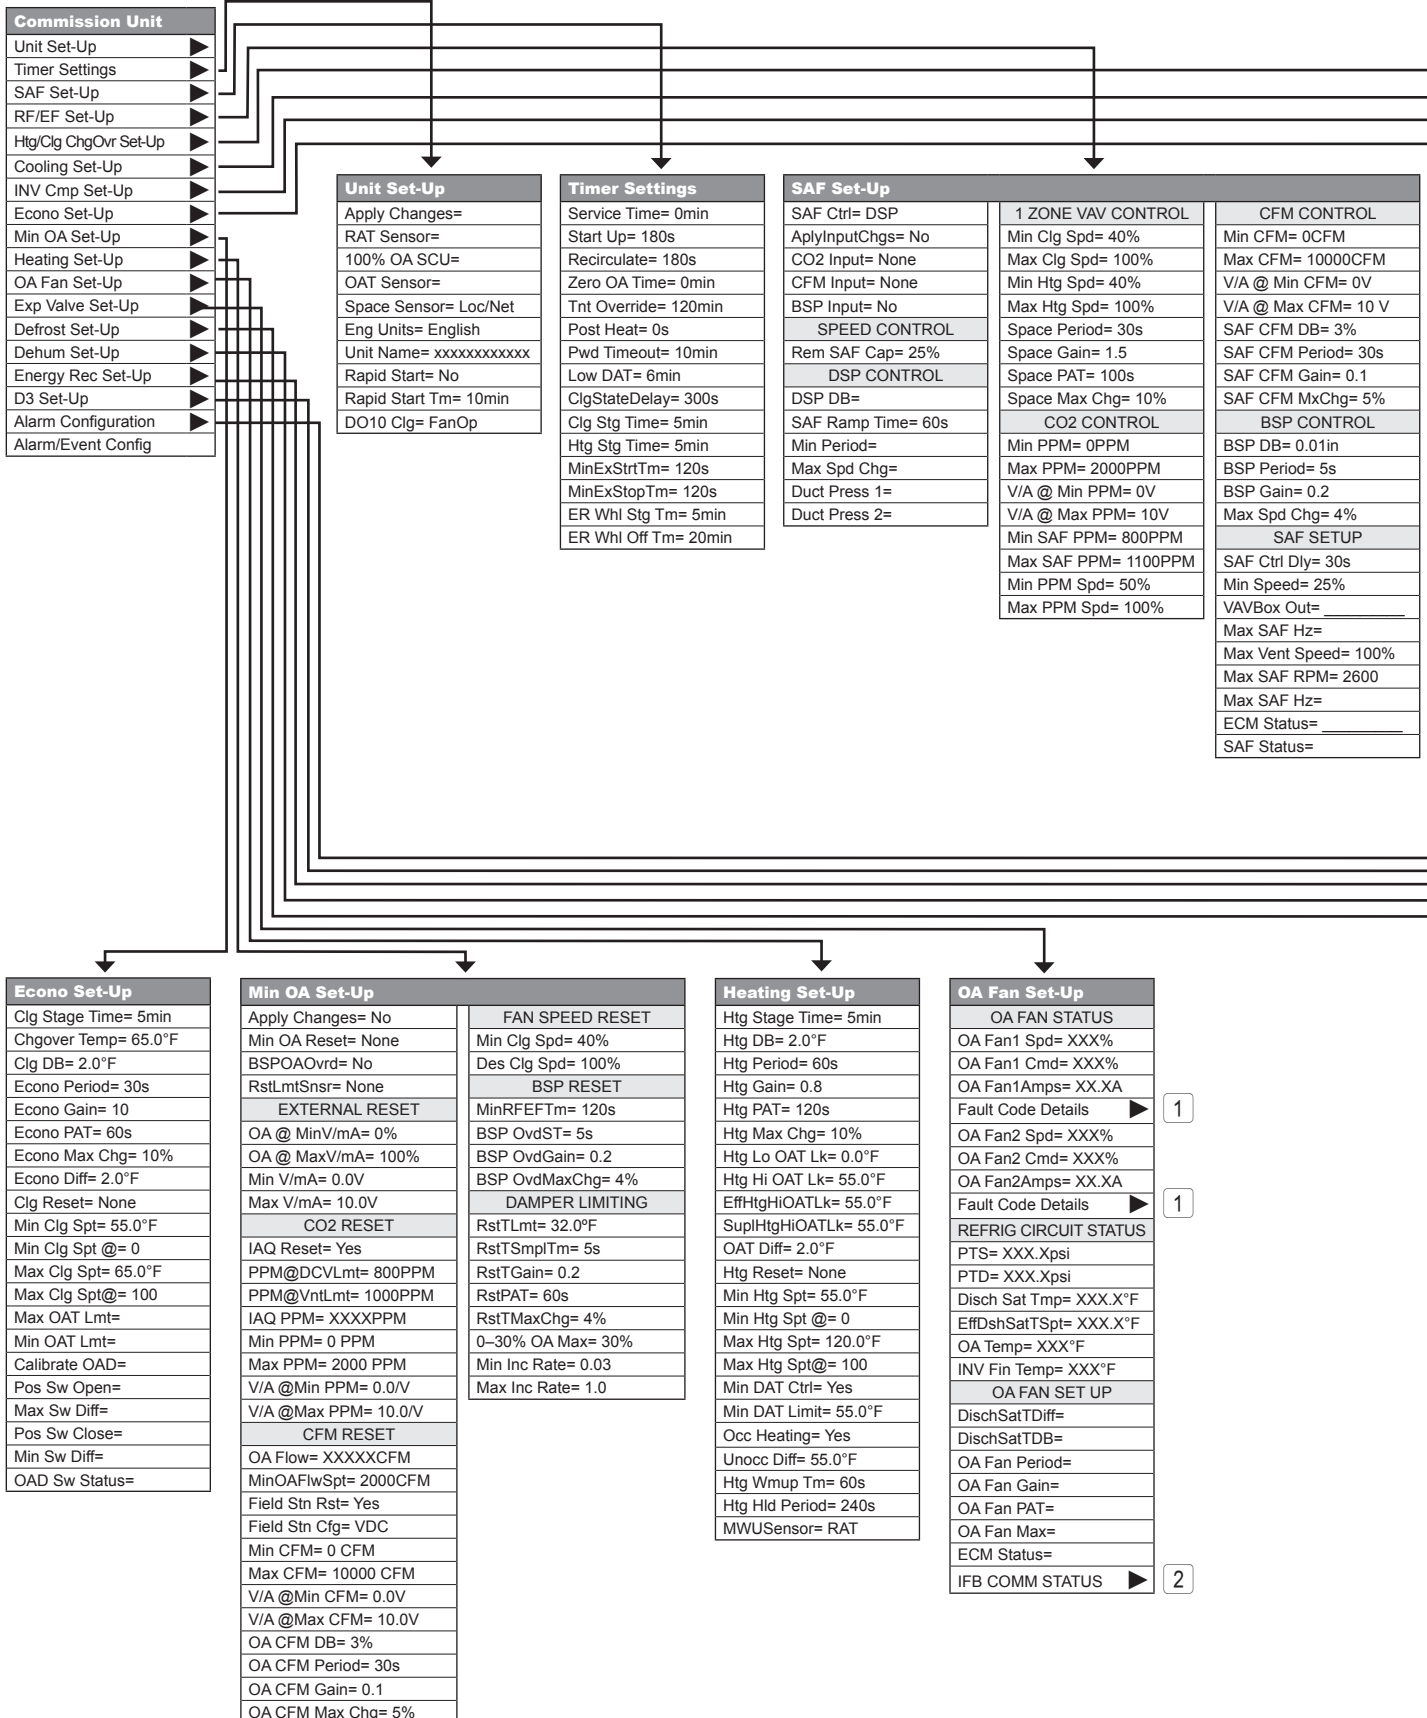 Commission Unit
Unit Set-Up
Timer Settings
SAF Set-Up
RF/EF Set-Up
Htg/Clg ChgOvr Set-Up
Cooling Set-Up
INV Cmp Set-Up
Econo Set-Up
Min OA Set-Up
Heating Set-Up
OA Fan Set-Up
Exp Valve Set-Up
Defrost Set-Up
Dehum Set-Up
Energy Rec Set-Up
D3 Set-Up
Alarm Configuration
Alarm/Event Config
Unit Set-Up
Apply Changes=
RAT Sensor=
100% OA SCU=
OAT Sensor=
Space Sensor= Loc/Net
Eng Units= English
Unit Name= xxxxxxxxxxxx
Rapid Start= No
Rapid Start Tm= 10min
DO10 Clg= FanOp
Timer Settings
Service Time= 0min
Start Up= 180s
Recirculate= 180s
Zero OA Time= 0min
Tnt Override= 120min
Post Heat= 0s
Pwd Timeout= 10min
Low DAT= 6min
ClgStateDelay= 300s
Clg Stg Time= 5min
Htg Stg Time= 5min
MinExStrtTm= 120s
MinExStopTm= 120s
ER Whl Stg Tm= 5min
ER Whl Off Tm= 20min
SAF Set-Up
SAF Ctrl= DSP
AplyInputChgs= No
CO2 Input= None
CFM Input= None
BSP Input= No
SPEED CONTROL
Rem SAF Cap= 25%
DSP CONTROL
DSP DB=
SAF Ramp Time= 60s
Min Period=
Max Spd Chg=
Duct Press 1=
Duct Press 2=
1 ZONE VAV CONTROL
Min Clg Spd= 40%
Max Clg Spd= 100%
Min Htg Spd= 40%
Max Htg Spd= 100%
Space Period= 30s
Space Gain= 1.5
Space PAT= 100s
Space Max Chg= 10%
CO2 CONTROL
Min PPM= 0PPM
Max PPM= 2000PPM
V/A @ Min PPM= 0V
V/A @ Max PPM= 10V
Min SAF PPM= 800PPM
Max SAF PPM= 1100PPM
Min PPM Spd= 50%
Max PPM Spd= 100%
CFM CONTROL
Min CFM= 0CFM
Max CFM= 10000CFM
V/A @ Min CFM= 0V
V/A @ Max CFM= 10 V
SAF CFM DB= 3%
SAF CFM Period= 30s
SAF CFM Gain= 0.1
SAF CFM MxChg= 5%
BSP CONTROL
BSP DB= 0.01in
BSP Period= 5s
BSP Gain= 0.2
Max Spd Chg= 4%
SAF SETUP
SAF Ctrl Dly= 30s
Min Speed= 25%
VAVBox Out= __________
Max SAF Hz=
Max Vent Speed= 100%
Max SAF RPM= 2600
Max SAF Hz=
ECM Status= __________
SAF Status=
Econo Set-Up
Clg Stage Time= 5min
Chgover Temp= 65.0°F
Clg DB= 2.0°F
Econo Period= 30s
Econo Gain= 10
Econo PAT= 60s
Econo Max Chg= 10%
Econo Diff= 2.0°F
Clg Reset= None
Min Clg Spt= 55.0°F
Min Clg Spt @= 0
Max Clg Spt= 65.0°F
Max Clg Spt@= 100
Max OAT Lmt=
Min OAT Lmt=
Calibrate OAD=
Pos Sw Open=
Max Sw Diff=
Pos Sw Close=
Min Sw Diff=
OAD Sw Status=
Min OA Set-Up
Apply Changes= No
Min OA Reset= None
BSPOAOvrd= No
RstLmtSnsr= None
EXTERNAL RESET
OA @ MinV/mA= 0%
OA @ MaxV/mA= 100%
Min V/mA= 0.0V
Max V/mA= 10.0V
CO2 RESET
IAQ Reset= Yes
PPM@DCVLmt= 800PPM
PPM@VntLmt= 1000PPM
IAQ PPM= XXXXPPM
Min PPM= 0 PPM
Max PPM= 2000 PPM
V/A @Min PPM= 0.0/V
V/A @Max PPM= 10.0/V
CFM RESET
OA Flow= XXXXXCFM
MinOAFlwSpt= 2000CFM
Field Stn Rst= Yes
Field Stn Cfg= VDC
Min CFM= 0 CFM
Max CFM= 10000 CFM
V/A @Min CFM= 0.0V
V/A @Max CFM= 10.0V
OA CFM DB= 3%
OA CFM Period= 30s
OA CFM Gain= 0.1
OA CFM Max Chg= 5%
FAN SPEED RESET
Min Clg Spd= 40%
Des Clg Spd= 100%
BSP RESET
MinRFEFTm= 120s
BSP OvdST= 5s
BSP OvdGain= 0.2
BSP OvdMaxChg= 4%
DAMPER LIMITING
RstTLmt= 32.0ºF
RstTSmplTm= 5s
RstTGain= 0.2
RstPAT= 60s
RstTMaxChg= 4%
0–30% OA Max= 30%
Min Inc Rate= 0.03
Max Inc Rate= 1.0
Heating Set-Up
Htg Stage Time= 5min
Htg DB= 2.0°F
Htg Period= 60s
Htg Gain= 0.8
Htg PAT= 120s
Htg Max Chg= 10%
Htg Lo OAT Lk= 0.0°F
Htg Hi OAT Lk= 55.0°F
EffHtgHiOATLk= 55.0°F
SuplHtgHiOATLk= 55.0°F
OAT Diff= 2.0°F
Htg Reset= None
Min Htg Spt= 55.0°F
Min Htg Spt @= 0
Max Htg Spt= 120.0°F
Max Htg Spt@= 100
Min DAT Ctrl= Yes
Min DAT Limit= 55.0°F
Occ Heating= Yes
Unocc Diff= 55.0°F
Htg Wmup Tm= 60s
Htg Hld Period= 240s
MWUSensor= RAT
OA Fan Set-Up
OA FAN STATUS
OA Fan1 Spd= XXX%
OA Fan1 Cmd= XXX%
OA Fan1Amps= XX.XA
Fault Code Details 1
OA Fan2 Spd= XXX%
OA Fan2 Cmd= XXX%
OA Fan2Amps= XX.XA
Fault Code Details 1
REFRIG CIRCUIT STATUS
PTS= XXX.Xpsi
PTD= XXX.Xpsi
Disch Sat Tmp= XXX.X°F
EffDshSatTSpt= XXX.X°F
OA Temp= XXX°F
INV Fin Temp= XXX°F
OA FAN SET UP
DischSatTDiff=
DischSatTDB=
OA Fan Period=
OA Fan Gain=
OA Fan PAT=
OA Fan Max=
ECM Status=
IFB COMM STATUS 2